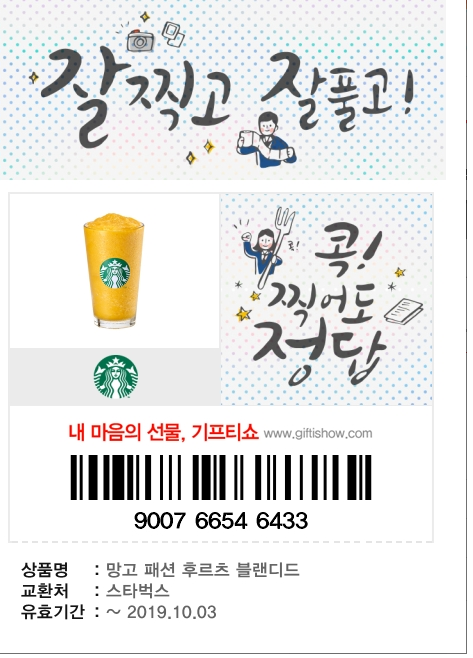 잘 찍고 잘 풀고!
콕!
콕!
찍어도
정답
내 마음의 선물, 기프티쇼 www.giftishow.com
9007 6654 6433
상품명 : 망고 패션 후르츠 블랜디드
교환처 : 스타벅스
유효기간 : ~ 2019.10.03